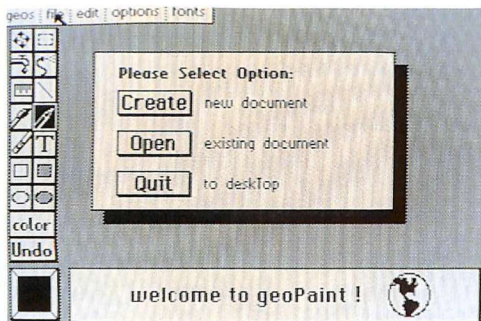 geos file edit options fonts
Please Select Option:
Create new document
Open existing document
Quit to deskTop
T
color
Undo
welcome to geoPaint !